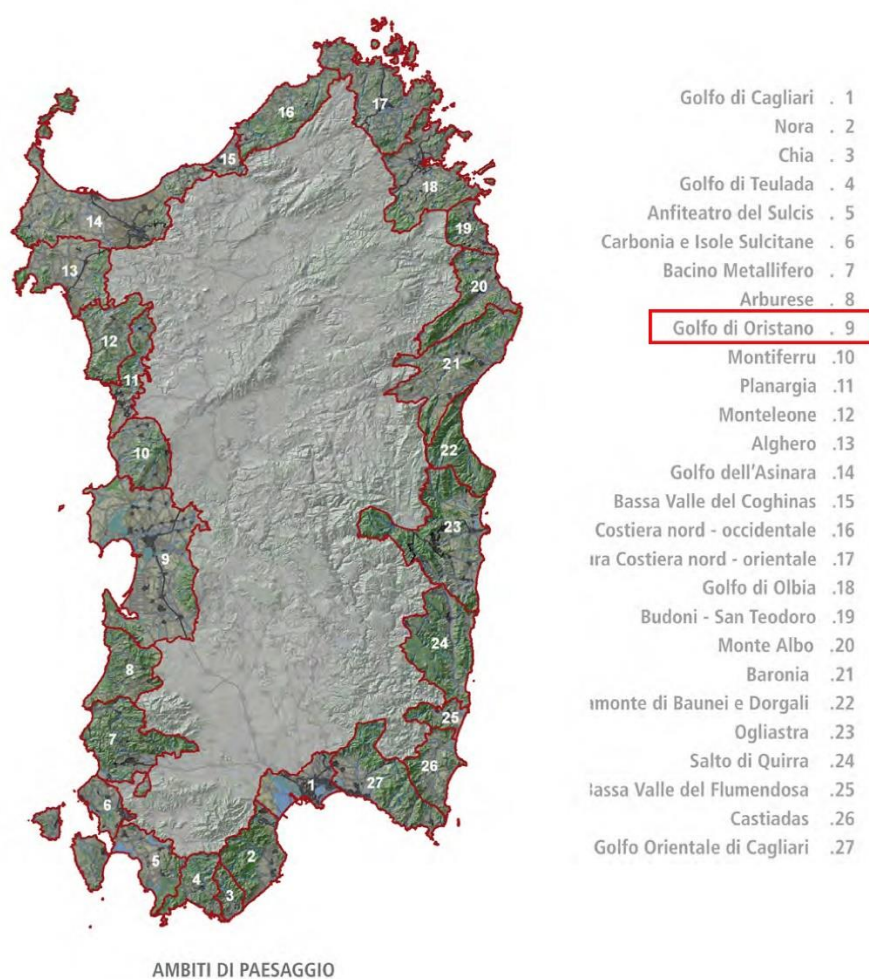 Golfo di Cagliari . 1
Nora . 2
Chia . 3
Golfo di Teulada . 4
Anfiteatro del Sulcis . 5
Carbonia e Isole Sulcitane . 6
Bacino Metallifero . 7
Arburese . 8
Golfo di Oristano . 9
Montiferru .10
Planargia .11
Monteleone .12
Alghero .13
Golfo dell'Asinara .14
Bassa Valle del Coghinas .15
Costiera nord - occidentale .16
Costiera nord - orientale .17
Golfo di Olbia .18
Budoni - San Teodoro .19
Monte Albo .20
Baronia .21
di Baunei e Dorgali .22
Ogliastra .23
Salto di Quirra .24
Valle del Flumendosa .25
Castiadas .26
Golfo Orientale di Cagliari .27
17
16
15
18
14
19
13
20
12
21
11
22
10
23
9
24
8
25
7
26
1
27
6
2
5
4
3
AMBITI DI PAESAGGIO